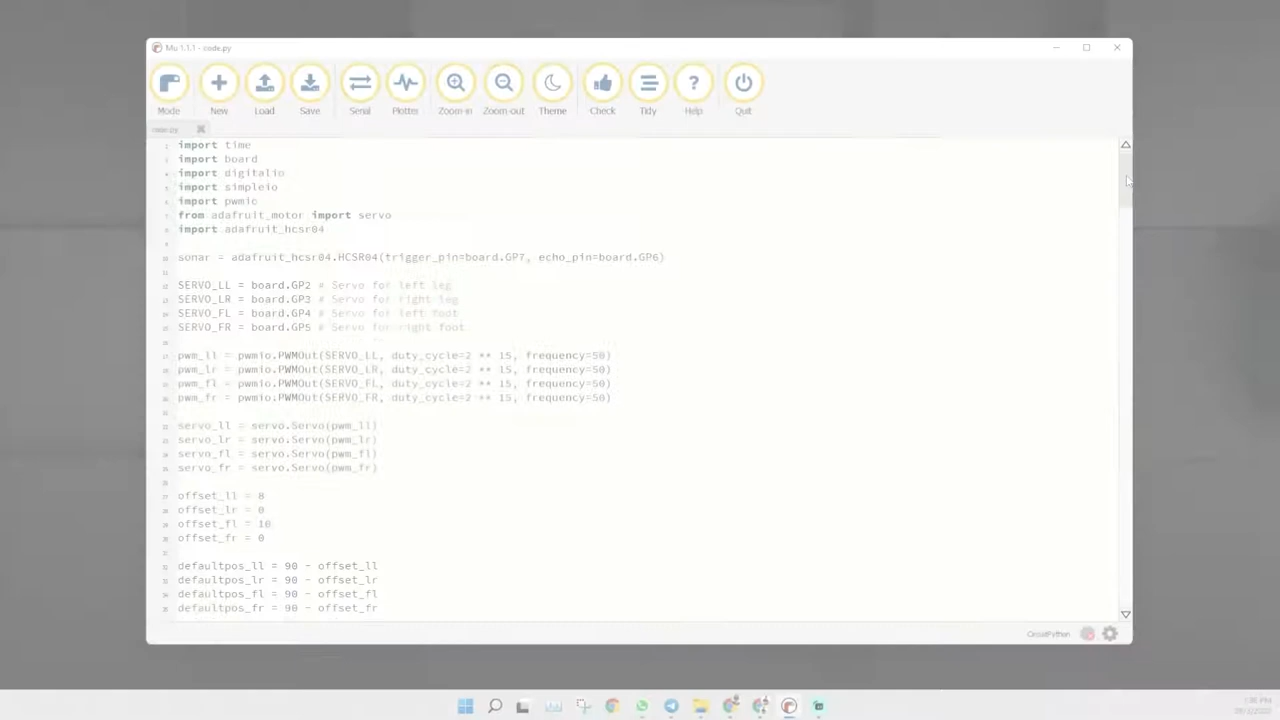 Mu 1.1.1 - code.py
Mode New Load Save Serial Plotter Zoom-in Zoom-out Theme Check Tidy Help Quit
code.py
import time
import board
import digitalio
import simpleio
import pwmio
from adafruit_motor import servo
import adafruit_hcsr04
sonar = adafruit_hcsr04.HCSR04(trigger_pin=board.GP7, echo_pin=board.GP6)
SERVO_LL = board.GP2 # Servo for left leg
SERVO_LR = board.GP3 # Servo for right leg
SERVO_FL = board.GP4 # Servo for left foot
SERVO_FR = board.GP5 # Servo for right foot
pwm_ll = pwmio.PWMOut(SERVO_LL, duty_cycle=2 ** 15, frequency=50)
pwm_lr = pwmio.PWMOut(SERVO_LR, duty_cycle=2 ** 15, frequency=50)
pwm_fl = pwmio.PWMOut(SERVO_FL, duty_cycle=2 ** 15, frequency=50)
pwm_fr = pwmio.PWMOut(SERVO_FR, duty_cycle=2 ** 15, frequency=50)
servo_ll = servo.Servo(pwm_ll)
servo_lr = servo.Servo(pwm_lr)
servo_fl = servo.Servo(pwm_fl)
servo_fr = servo.Servo(pwm_fr)
offset_ll = 8
offset_lr = 0
offset_fl = 10
offset_fr = 0
defaultpos_ll = 90 - offset_ll
defaultpos_lr = 90 - offset_lr
defaultpos_fl = 90 - offset_fl
defaultpos_fr = 90 - offset_fr
CircuitPython